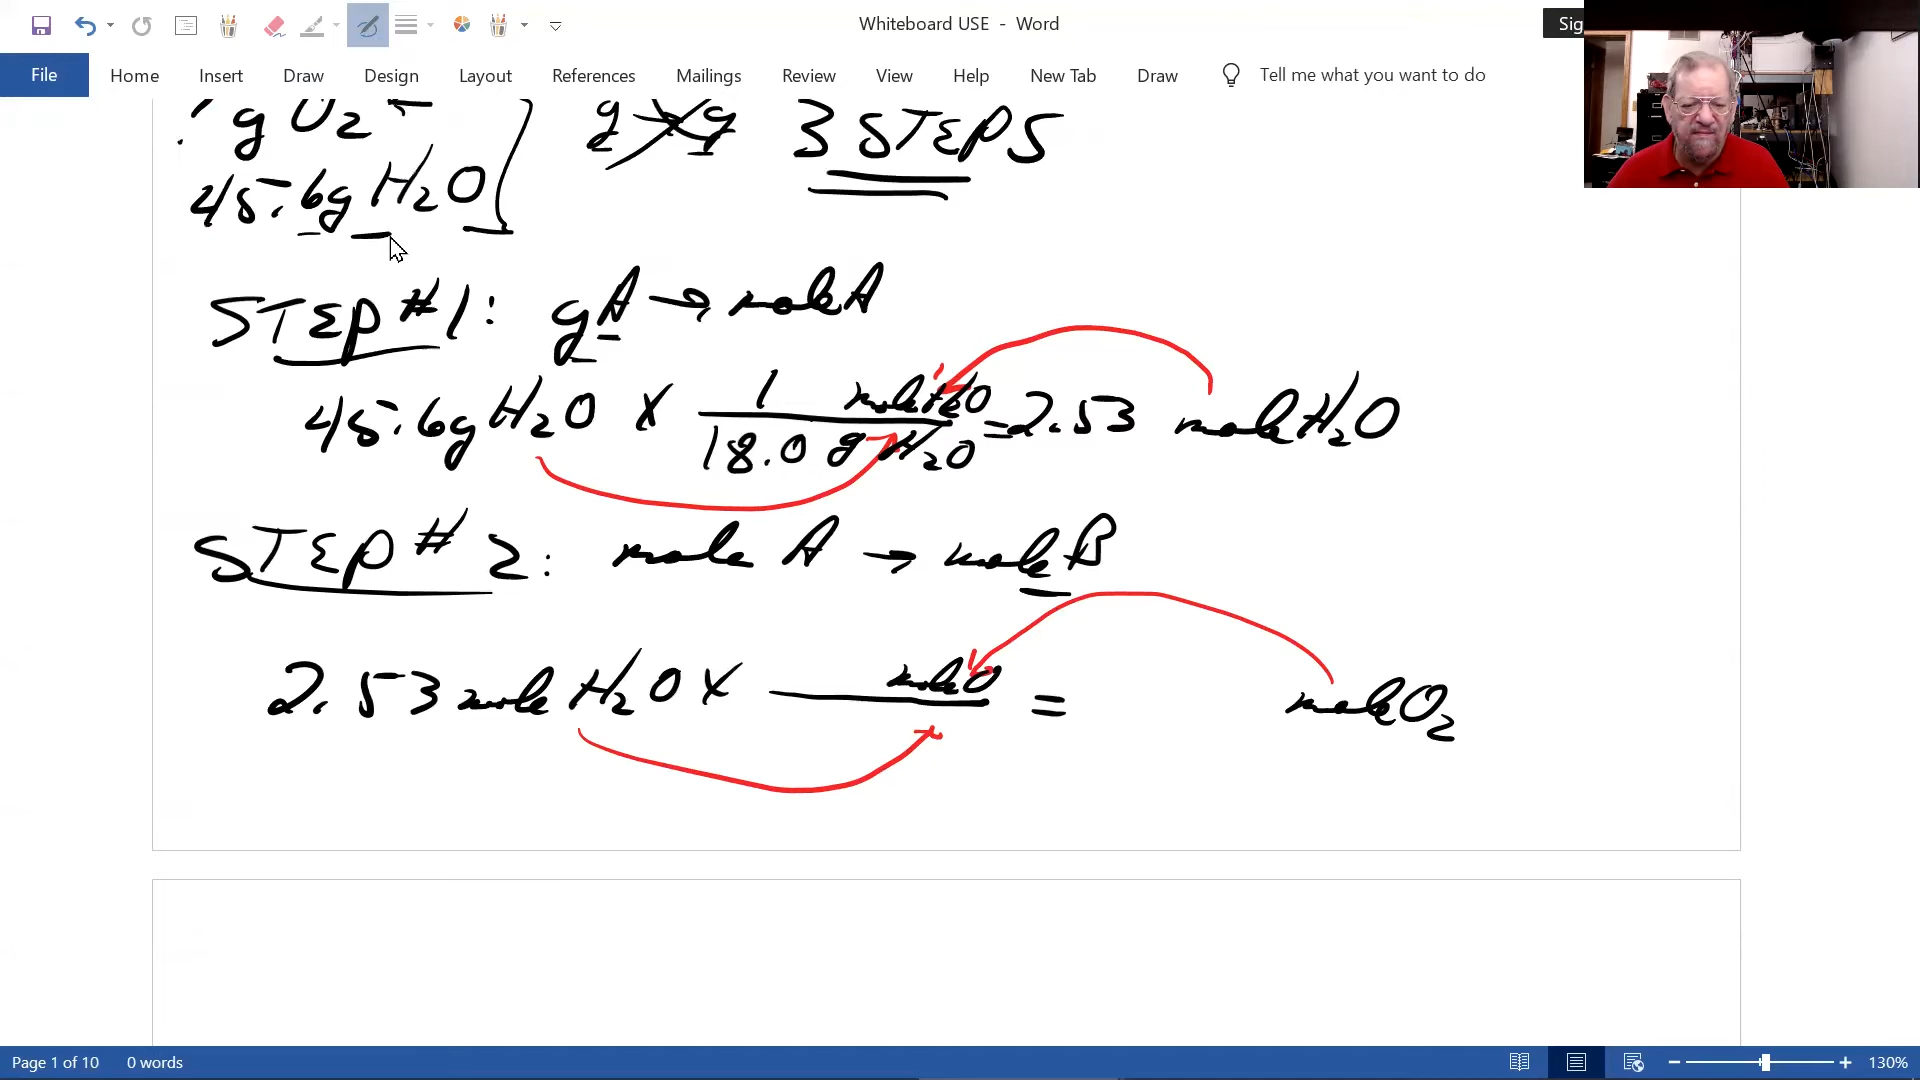 Whiteboard USE - Word
Sig
File Home Insert Draw Design Layout References Mailings Review View Help New Tab Draw Tell me what you want to do
? g O2
g → g 3 STEPS
45.6g H2O
STEP #1: gA → mole A
45.6g H2O X 1 mole H2O / 18.0 g H2O = 2.53 mole H2O
STEP # 2: mole A → mole B
2.53 mole H2O X mole O = mole O2
Page 1 of 10 0 words 130%